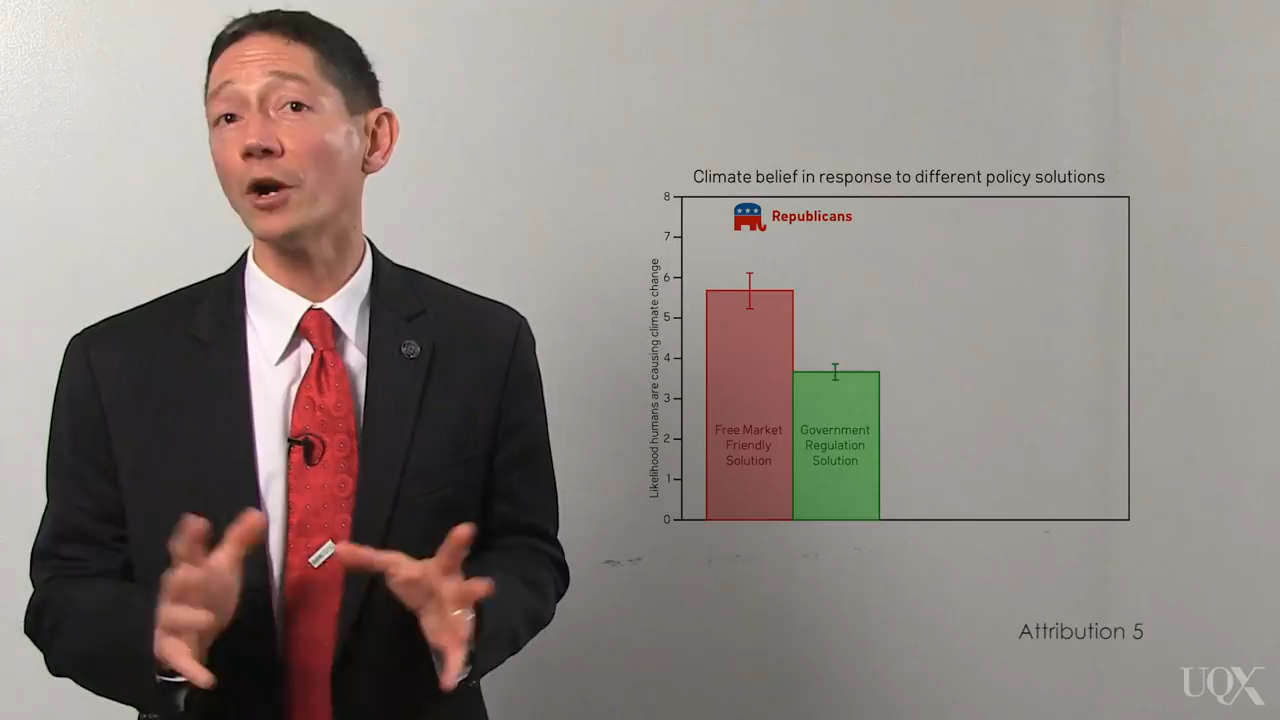 Climate belief in response to different policy solutions
Likelihood humans are causing climate change
8
7
6
5
4
3
2
1
0
Republicans
Free Market
Friendly
Solution
Government
Regulation
Solution
Attribution 5
UQX